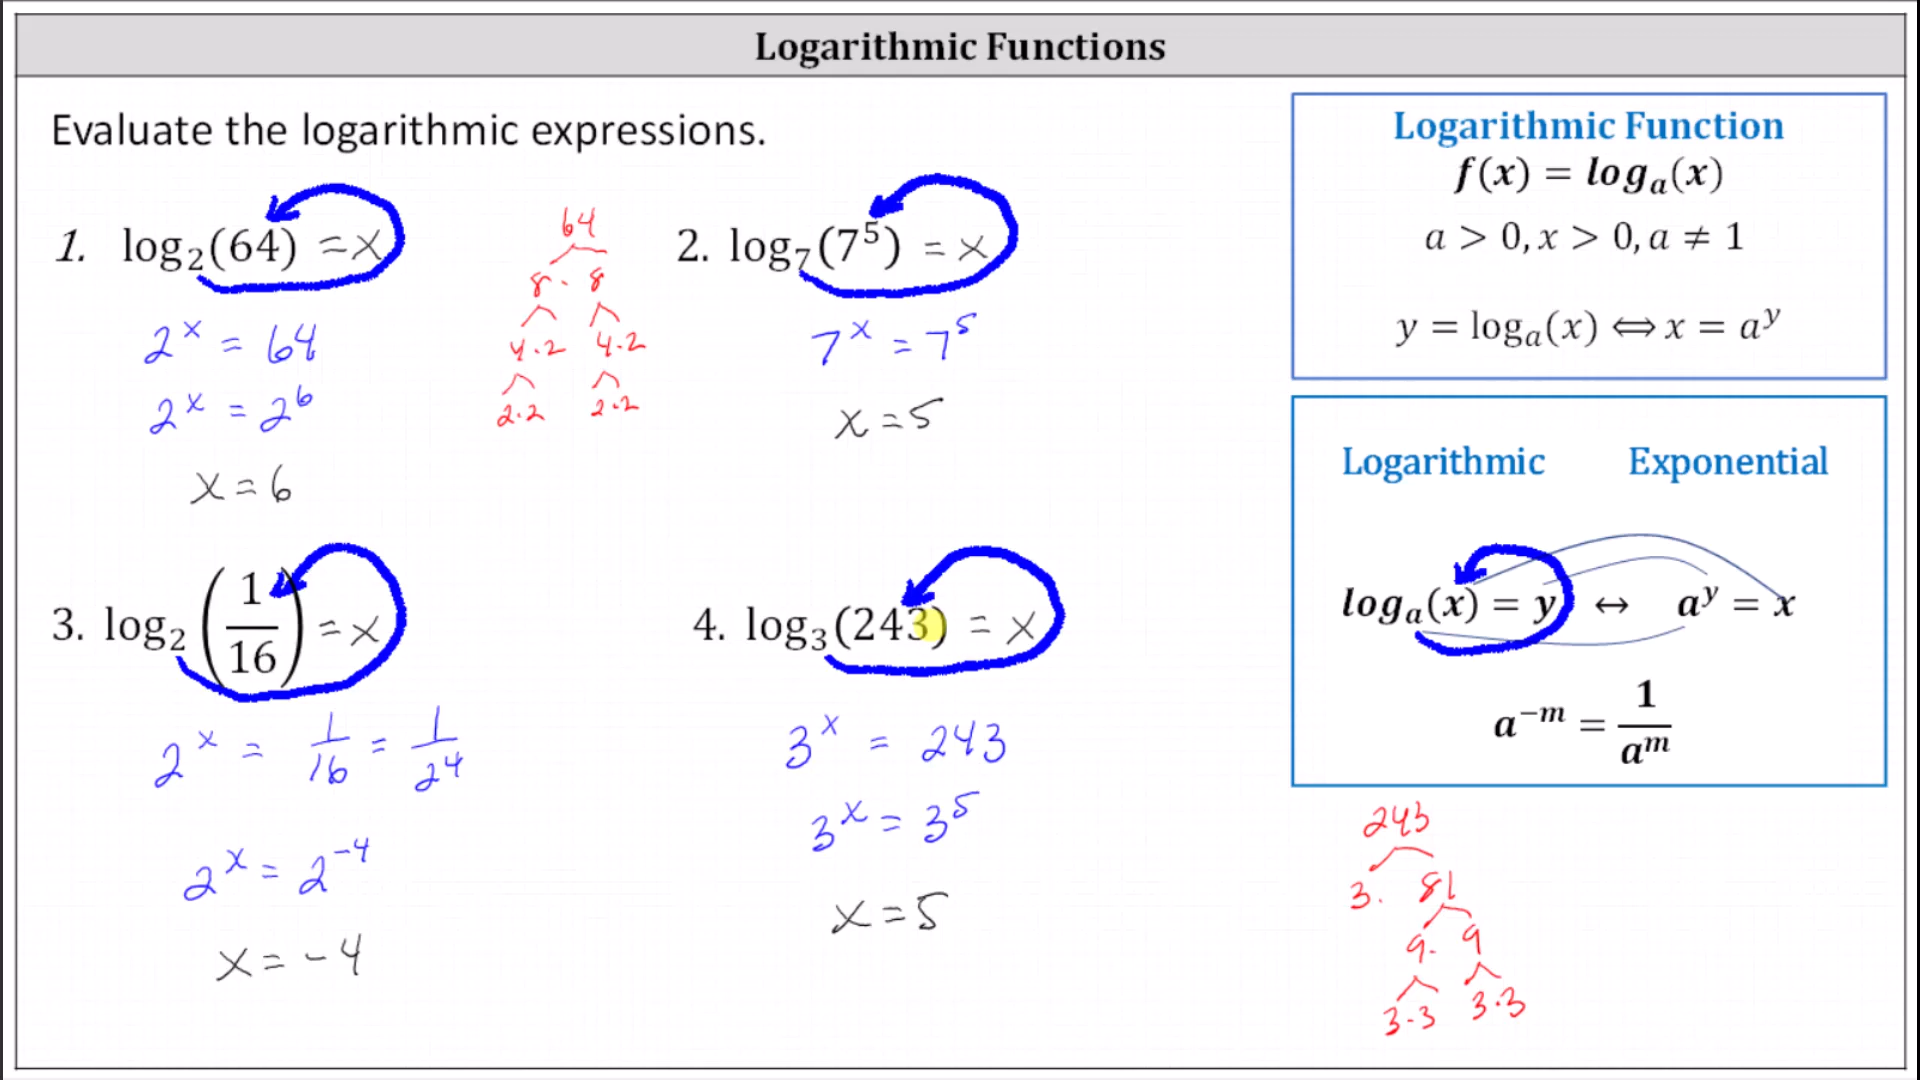 Logarithmic Functions
Evaluate the logarithmic expressions.
1. log₂(64) = x
2ˣ = 64
2ˣ = 2⁶
x = 6
64
8 · 8
4·2 4·2
2·2 2·2
2. log₇(7⁵) = x
7ˣ = 7⁵
x = 5
3. log₂(1/16) = x
2ˣ = 1/16 = 1/2⁴
2ˣ = 2⁻⁴
x = -4
4. log₃(243) = x
3ˣ = 243
3ˣ = 3⁵
x = 5
Logarithmic Function
f(x) = logₐ(x)
a > 0, x > 0, a ≠ 1
y = logₐ(x) ⟺ x = aʸ
Logarithmic Exponential
logₐ(x) = y ↔ aʸ = x
a⁻ᵐ = 1/aᵐ
243
3 · 81
9 · 9
3·3 3·3